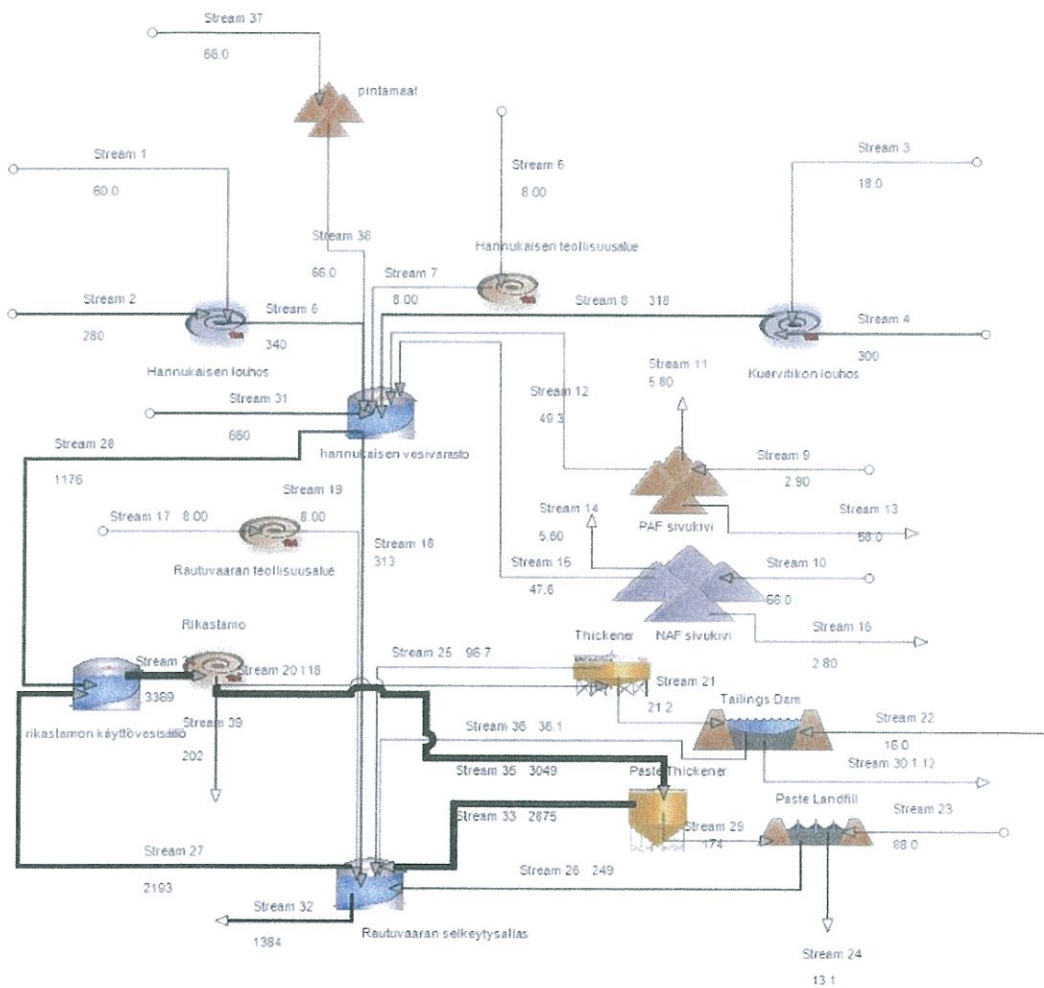 Stream 37
66.0
pintamaat
Stream 1
60.0
Stream 6
8.00
Stream 3
18.0
Stream 38
66.0
Hannukaisen teollisuusalue
Stream 7
8.00
Stream 2
280
Stream 6
340
Stream 8 318
Stream 4
300
Hannukaisen louhos
Kuervitikon louhos
Stream 31
660
Stream 12
49.3
Stream 11
5.80
Stream 28
1176
hannukaisen vesivarasto
Stream 9
2.90
Stream 19
8.00
Stream 17 8.00
Stream 14
5.60
PAF sivukivi
Stream 13
58.0
Stream 18
313
Rautuvaaran teollisuusalue
Stream 15
47.6
Stream 10
56.0
Rikastamo
NAF sivukivi
Stream 16
2.80
Thickener
Stream 25 96.7
Stream 20 118
3369
Stream 21
21.2
Tailings Dam
Stream 39
202
rikastamon
Stream 36 36.1
Stream 22
16.0
Stream 30 1.12
Stream 35 3049
Paste Thickener
Paste Landfill
Stream 33 2875
Stream 29
174
Stream 23
88.0
Stream 27
2193
Stream 26 249
Stream 32
1384
Rautuvaaran selkeytysallas
Stream 24
13.1